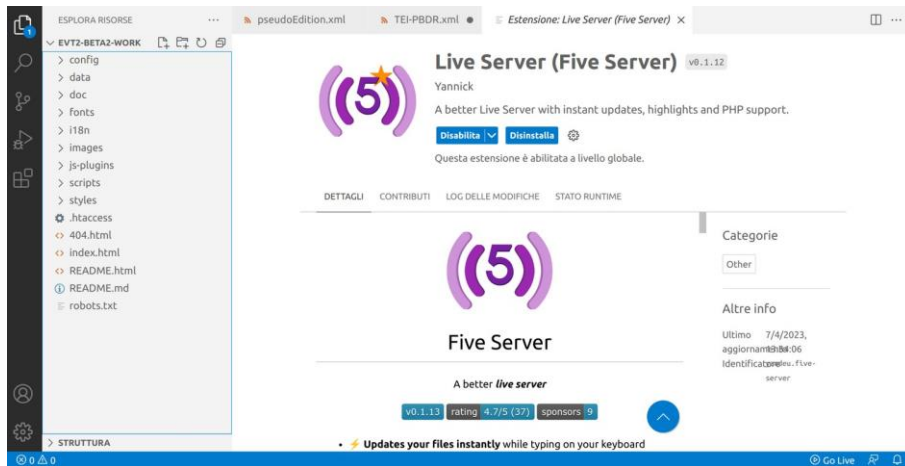 ESPLORA RISORSE
...
EVT2-BETA2-WORK
config
data
doc
fonts
i18n
images
js-plugins
scripts
styles
.htaccess
404.html
index.html
README.html
README.md
robots.txt
STRUTTURA
pseudoEdition.xml
TEI-PBDR.xml
Estensione: Live Server (Five Server)
5
Live Server (Five Server) v0.1.12
Yannick
A better Live Server with instant updates, highlights and PHP support.
Disabilita Disinstalla
Questa estensione è abilitata a livello globale.
DETTAGLI CONTRIBUTI LOG DELLE MODIFICHE STATO RUNTIME
5
Five Server
A better live server
v0.1.13 rating 4.7/5 (37) sponsors 9
• ⚡ Updates your files instantly while typing on your keyboard
Categorie
Other
Altre info
Ultimo 7/4/2023,
:06
server
0 0
Go Live